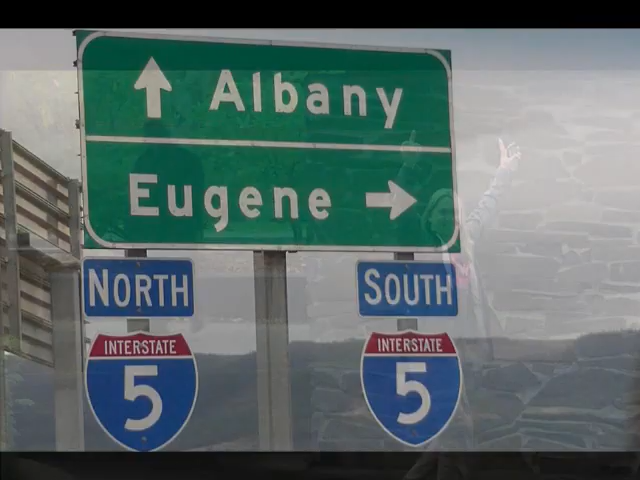 Albany
Eugene
NORTH
SOUTH
INTERSTATE
5
INTERSTATE
5